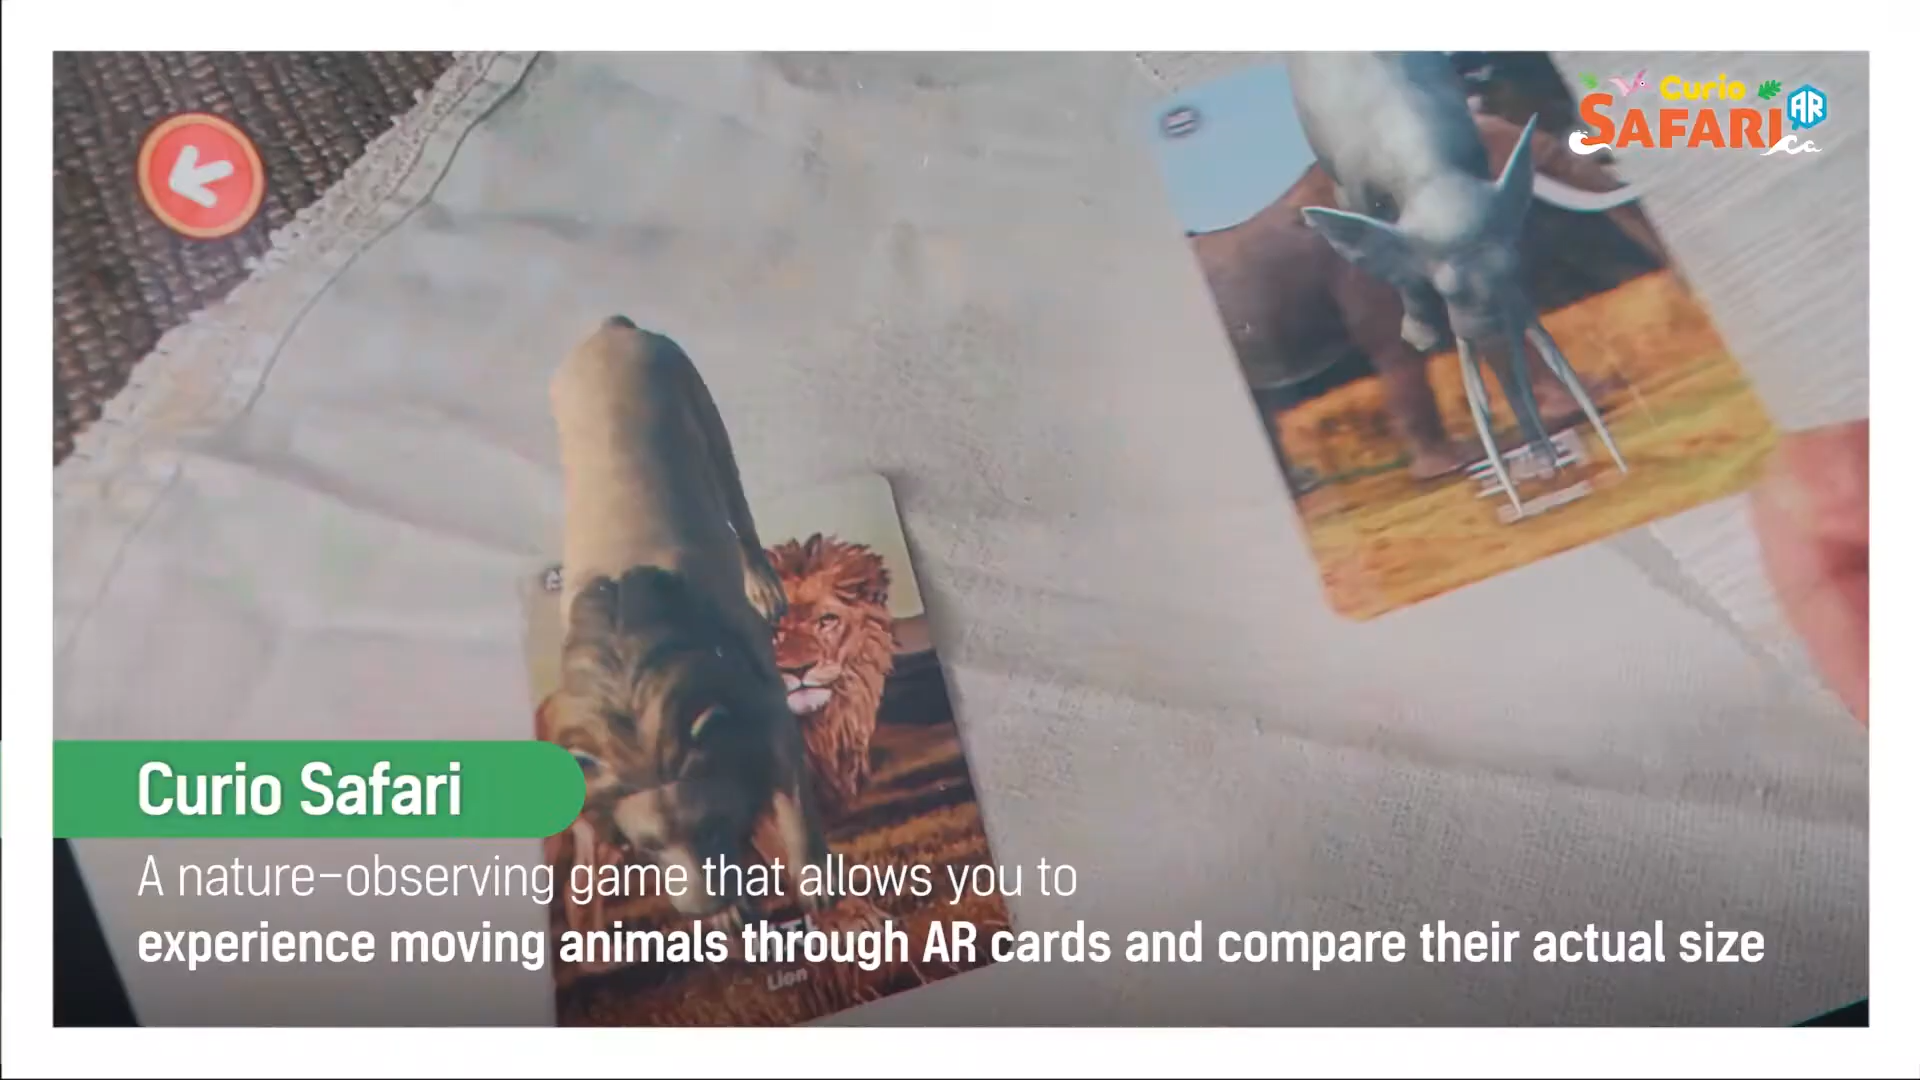 Curio
SAFARI AR
ca
Curio Safari
A nature-observing game that allows you to
experience moving animals through AR cards and compare their actual size
Lion